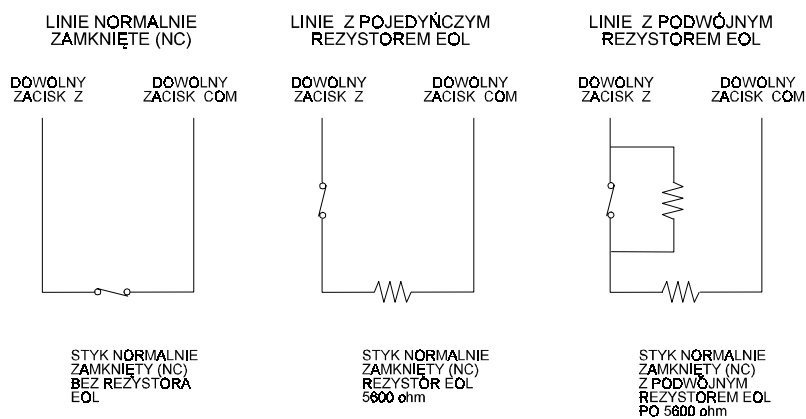 LINIE NORMALNIE
ZAMKNIĘTE (NC)
DOWOLNY
ZACISK Z
DOWOLNY
ZACISK COM
STYK NORMALNIE
ZAMKNIĘTY (NC)
BEZ REZYSTORA
EOL
LINIE Z POJEDYŃCZYM
REZYSTOREM EOL
DOWOLNY
ZACISK Z
DOWOLNY
ZACISK COM
STYK NORMALNIE
ZAMKNIĘTY (NC)
REZYSTOR EOL
5600 ohm
LINIE Z PODWÓJNYM
REZYSTOREM EOL
DOWOLNY
ZACISK Z
DOWOLNY
ZACISK COM
STYK NORMALNIE
ZAMKNIĘTY (NC)
Z PODWÓJNYM
REZYSTOREM EOL
PO 5600 ohm